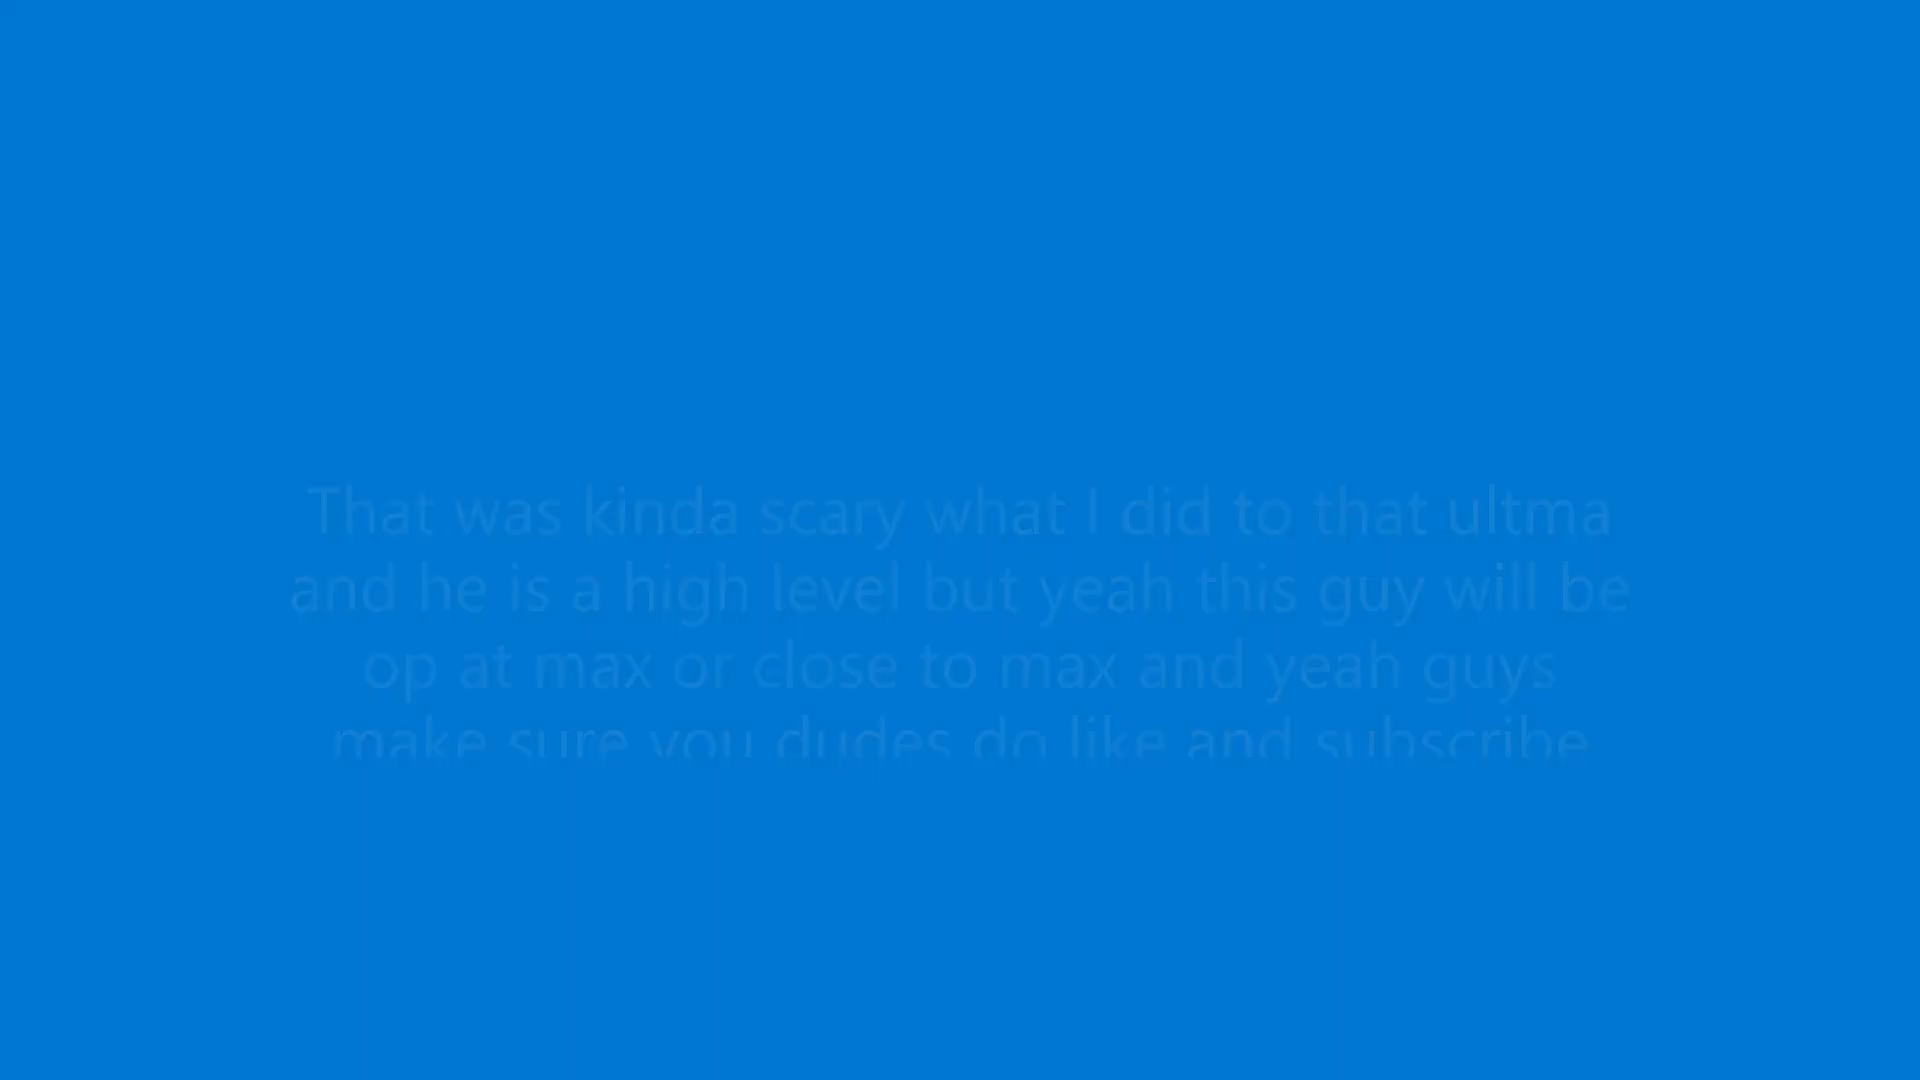 That was kinda scary what I did to that ultma
and he is a high level but yeah this guy will be
op at max or close to max and yeah guys
make sure you dudes do like and subscribe